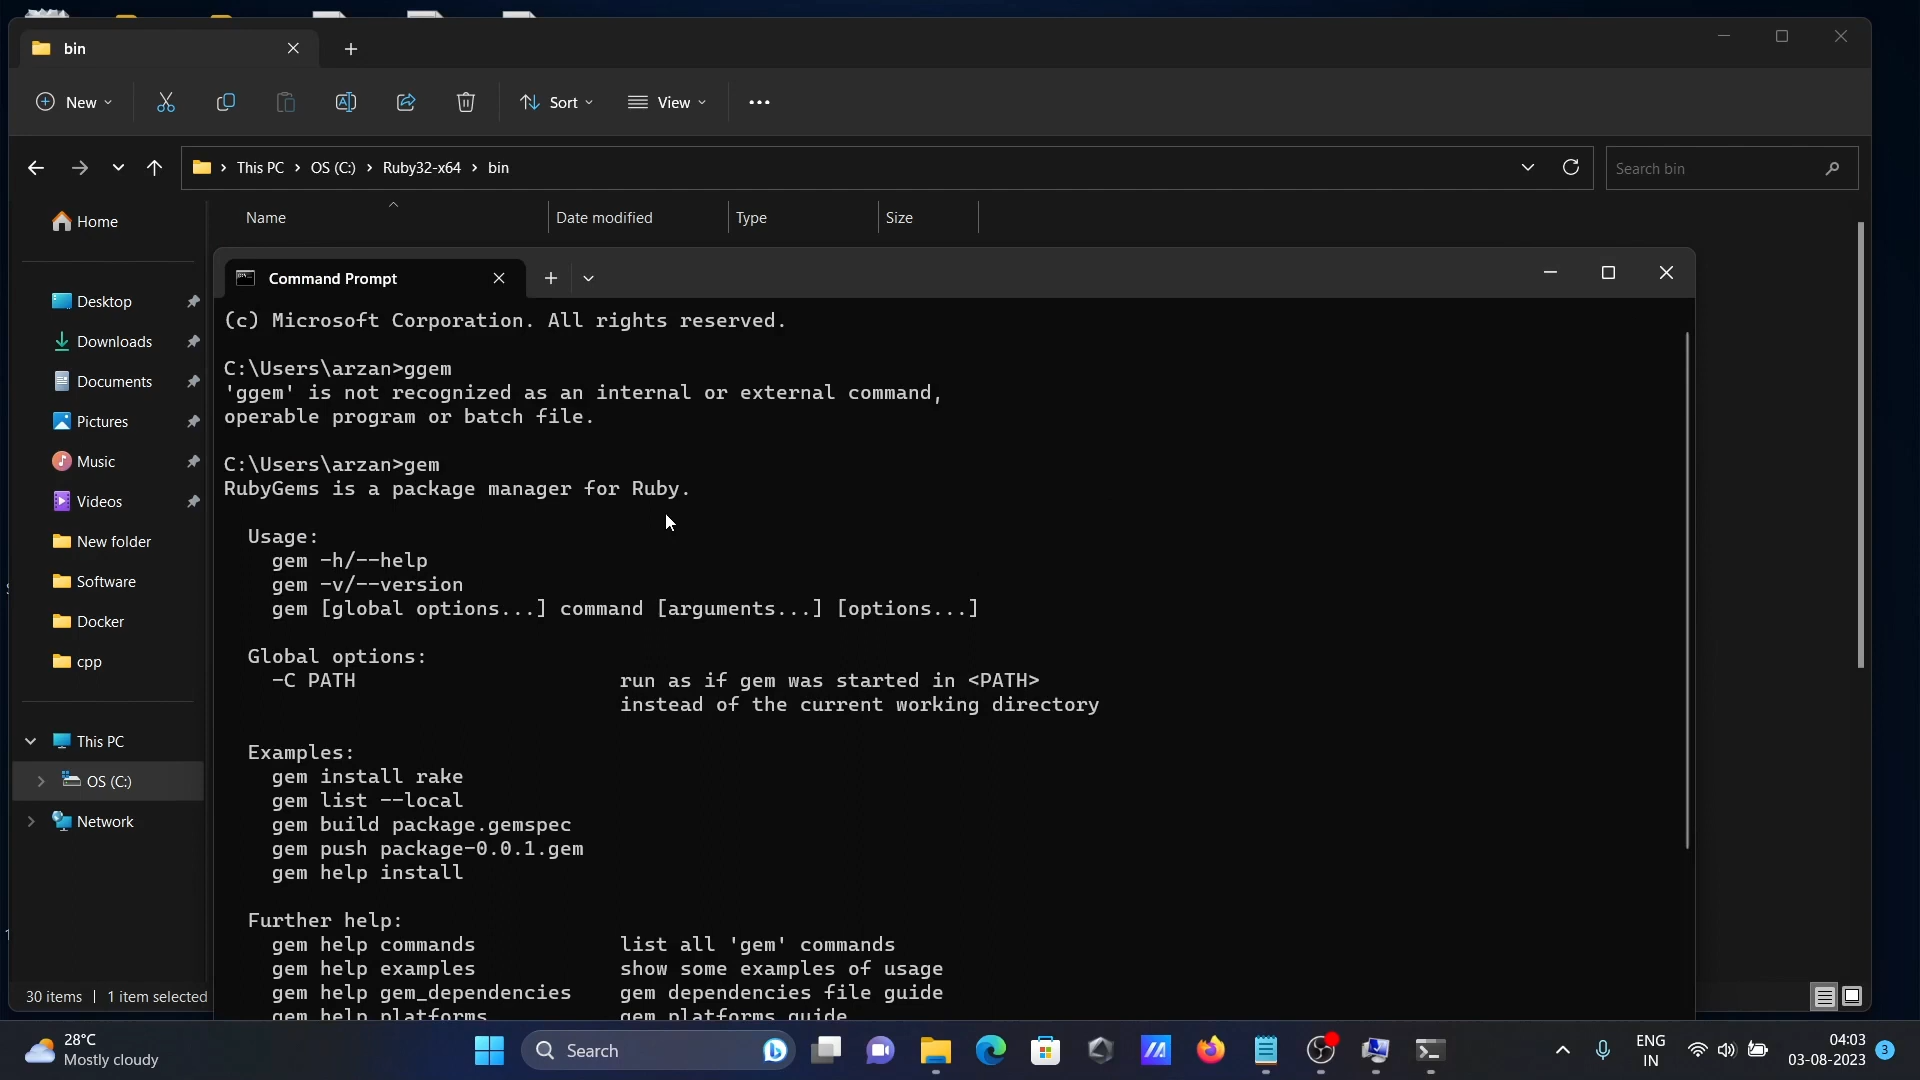 bin
New
Sort
View
This PC > OS (C:) > Ruby32-x64 > bin
Search bin
Home
Name
Date modified
Type
Size
Desktop
Downloads
Documents
Pictures
Music
Videos
New folder
Software
Docker
cpp
This PC
OS (C:)
Network
30 items | 1 item selected
Command Prompt
(c) Microsoft Corporation. All rights reserved.
C:\Users\arzan>ggem
'ggem' is not recognized as an internal or external command,
operable program or batch file.
C:\Users\arzan>gem
RubyGems is a package manager for Ruby.
Usage:
gem -h/--help
gem -v/--version
gem [global options...] command [arguments...] [options...]
Global options:
-C PATH run as if gem was started in <PATH>
instead of the current working directory
Examples:
gem install rake
gem list --local
gem build package.gemspec
gem push package-0.0.1.gem
gem help install
Further help:
gem help commands list all 'gem' commands
gem help examples show some examples of usage
gem help gem_dependencies gem dependencies file guide
gem help platforms gem platforms guide
28°C
Mostly cloudy
Search
ENG
IN
04:03
03-08-2023
3